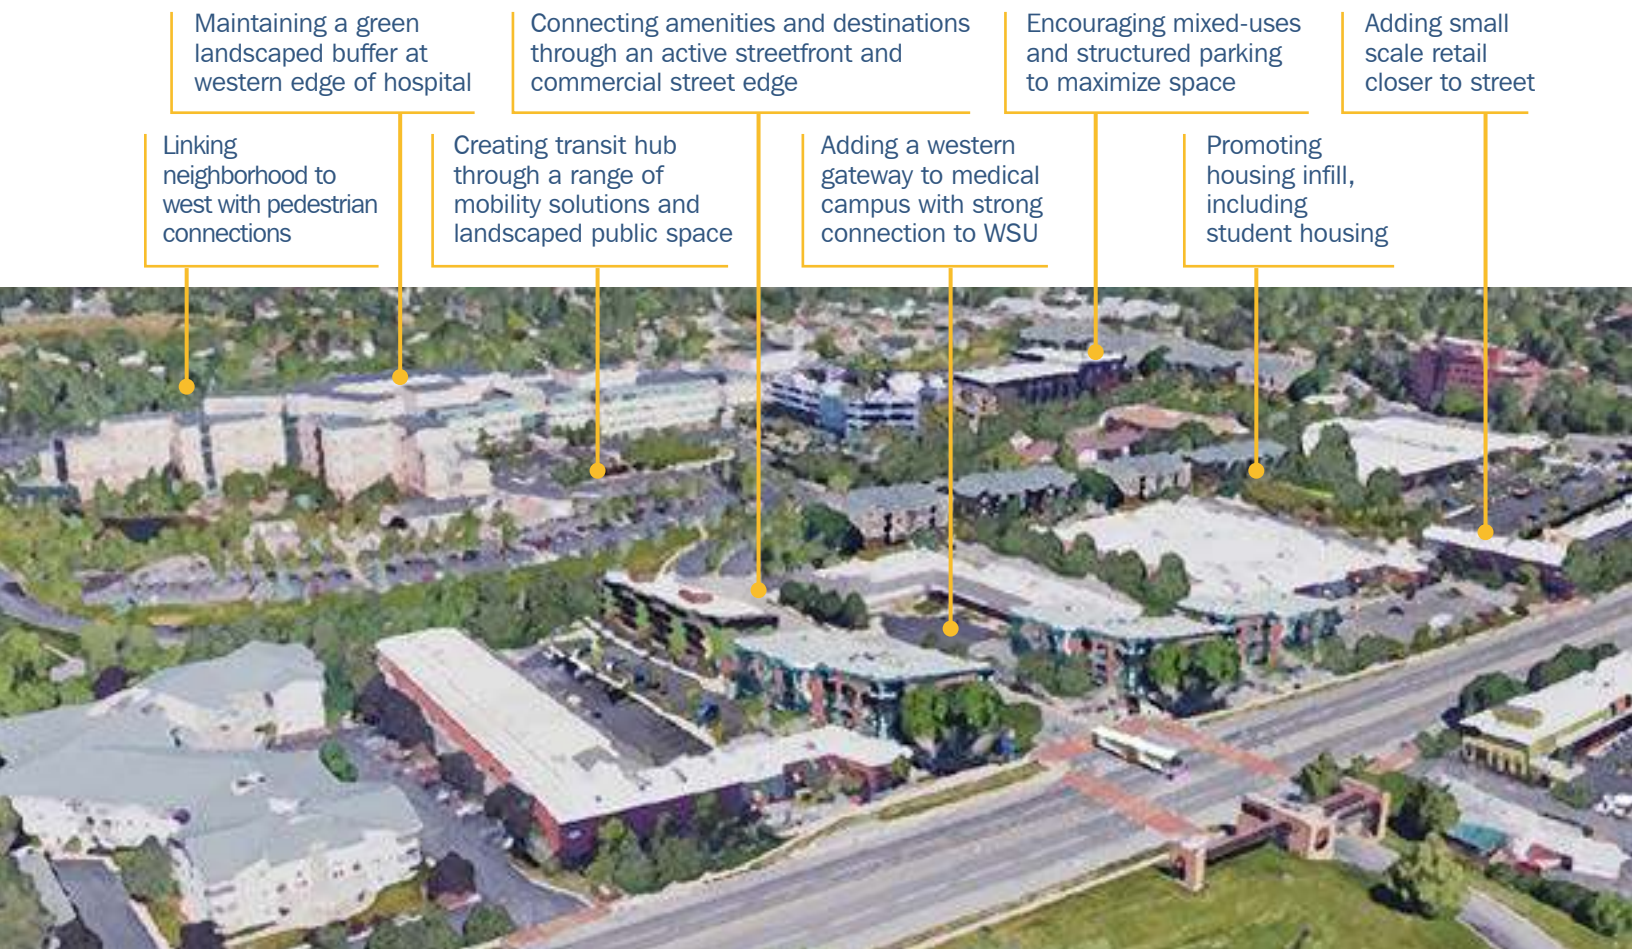 Maintaining a green
landscaped buffer at
western edge of hospital
Connecting amenities and destinations
through an active streetfront and
commercial street edge
Encouraging mixed-uses
and structured parking
to maximize space
Adding small
scale retail
closer to street
Linking
neighborhood to
west with pedestrian
connections
Creating transit hub
through a range of
mobility solutions and
landscaped public space
Adding a western
gateway to medical
campus with strong
connection to WSU
Promoting
housing infill,
including
student housing